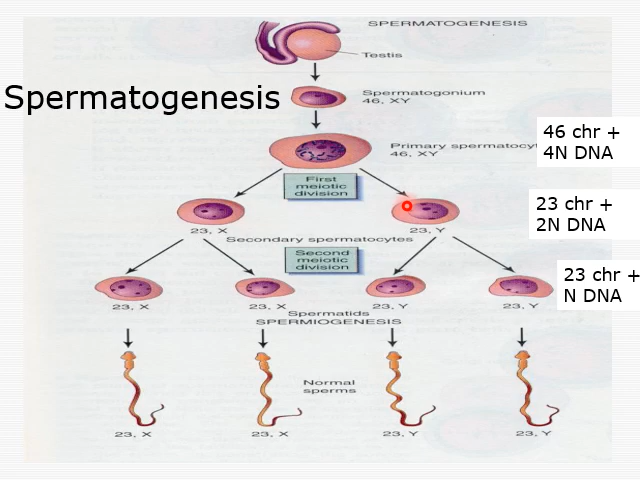 SPERMATOGENESIS
Testis
Spermatogenesis
Spermatogonium
46, XY
46 chr +
4N DNA
Primary spermatocyt
46, XY
First
meiotic
division
23 chr +
2N DNA
23, X
23, Y
Secondary spermatocytes
Second
meiotic
division
23 chr +
N DNA
23, X
23, X
23, Y
23, Y
Spermatids
SPERMIOGENESIS
Normal
sperms
23, X
23, X
23, Y
23, Y